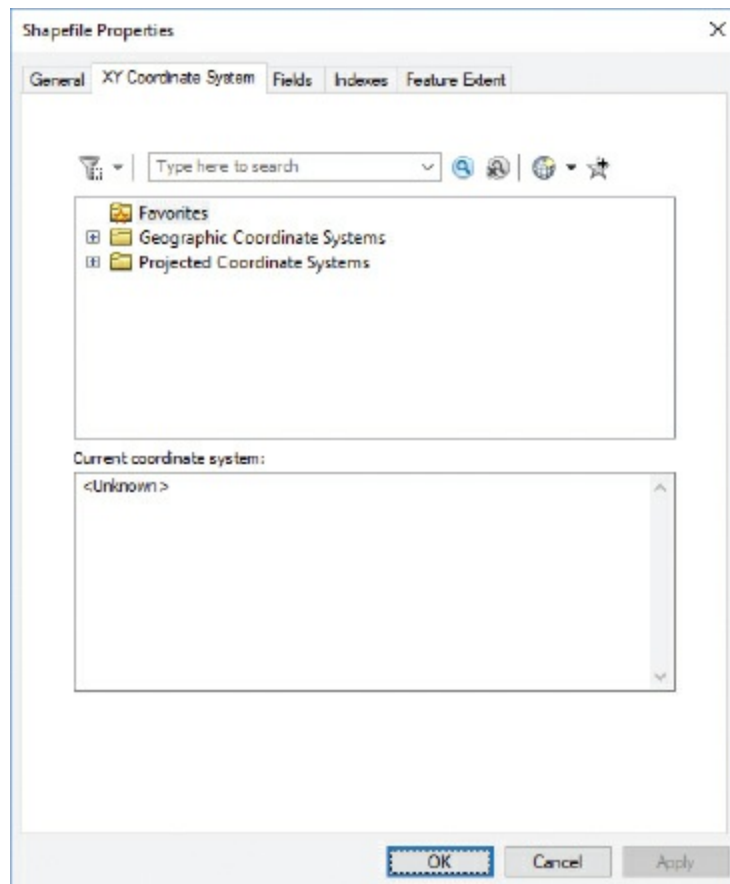 Shapefile Properties
General XY Coordinate System Fields Indexes Feature Extent
Type here to search
Favorites
Geographic Coordinate Systems
Projected Coordinate Systems
Current coordinate system:
<Unknown>
OK Cancel Apply